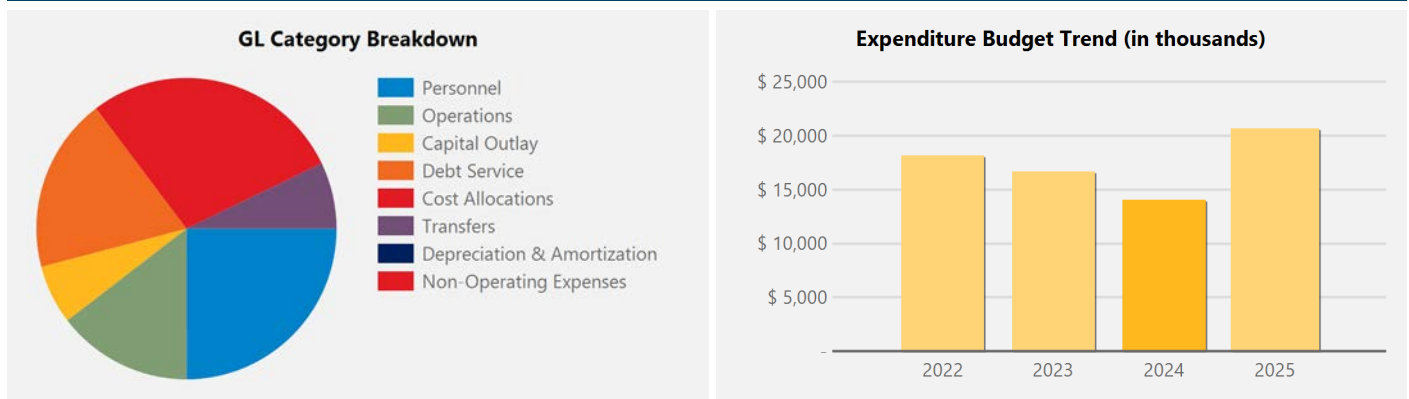 GL Category Breakdown
Personnel
Operations
Capital Outlay
Debt Service
Cost Allocations
Transfers
Depreciation & Amortization
Non-Operating Expenses
Expenditure Budget Trend (in thousands)
$ 25,000
$ 20,000
$ 15,000
$ 10,000
$ 5,000
-
2022 2023 2024 2025